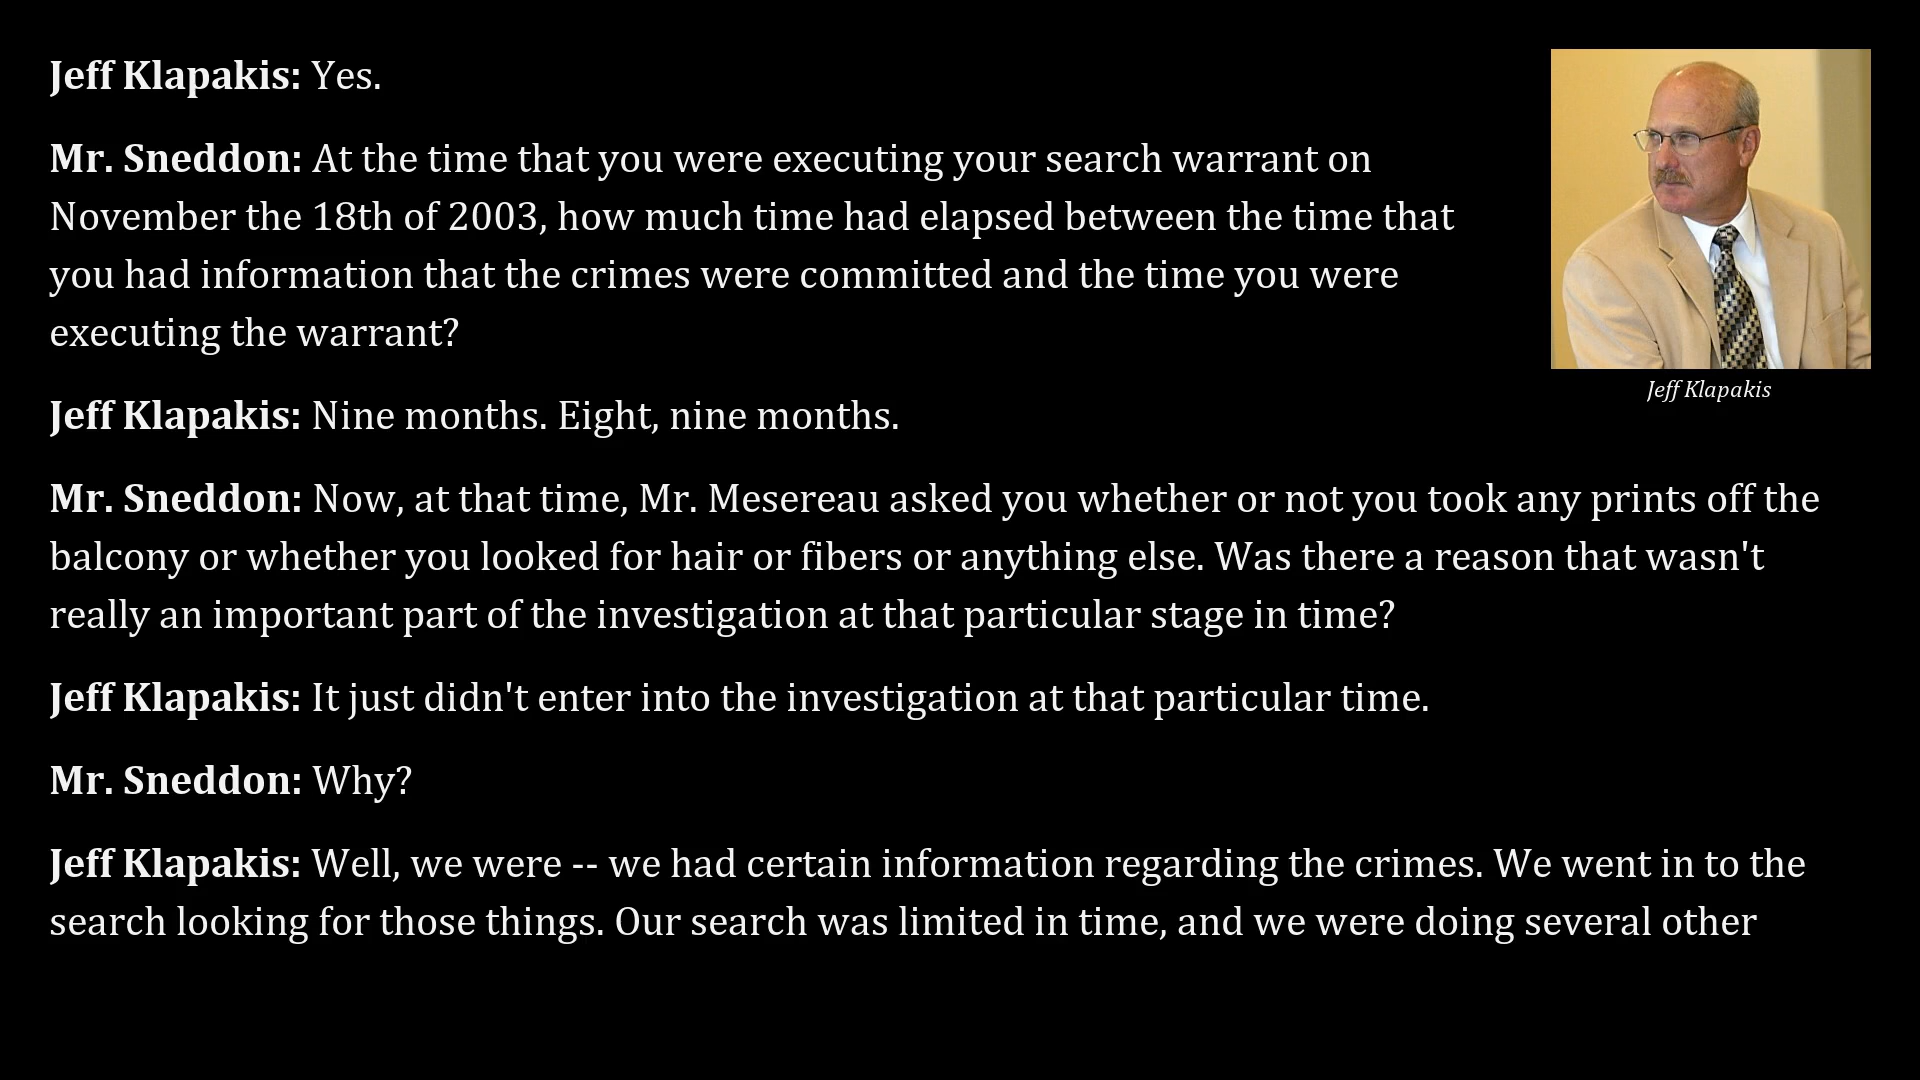 Jeff Klapakis: Yes.
Mr. Sneddon: At the time that you were executing your search warrant on
November the 18th of 2003, how much time had elapsed between the time that
you had information that the crimes were committed and the time you were
executing the warrant?
Jeff Klapakis
Jeff Klapakis: Nine months. Eight, nine months.
Mr. Sneddon: Now, at that time, Mr. Mesereau asked you whether or not you took any prints off the
balcony or whether you looked for hair or fibers or anything else. Was there a reason that wasn't
really an important part of the investigation at that particular stage in time?
Jeff Klapakis: It just didn't enter into the investigation at that particular time.
Mr. Sneddon: Why?
Jeff Klapakis: Well, we were -- we had certain information regarding the crimes. We went in to the
search looking for those things. Our search was limited in time, and we were doing several other